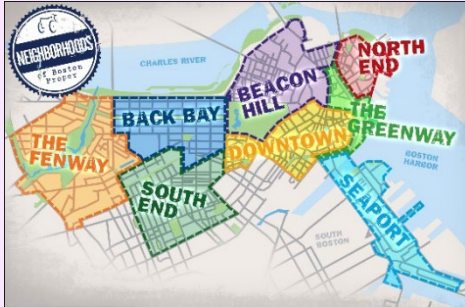 NEIGHBORHOODS
of Boston
Proper
CHARLES RIVER
NORTH
END
BEACON
HILL
BACK BAY
THE
FENWAY
DOWNTOWN
THE
GREENWAY
BOSTON
HARBOR
SOUTH
END
SEAPORT
SOUTH
BOSTON